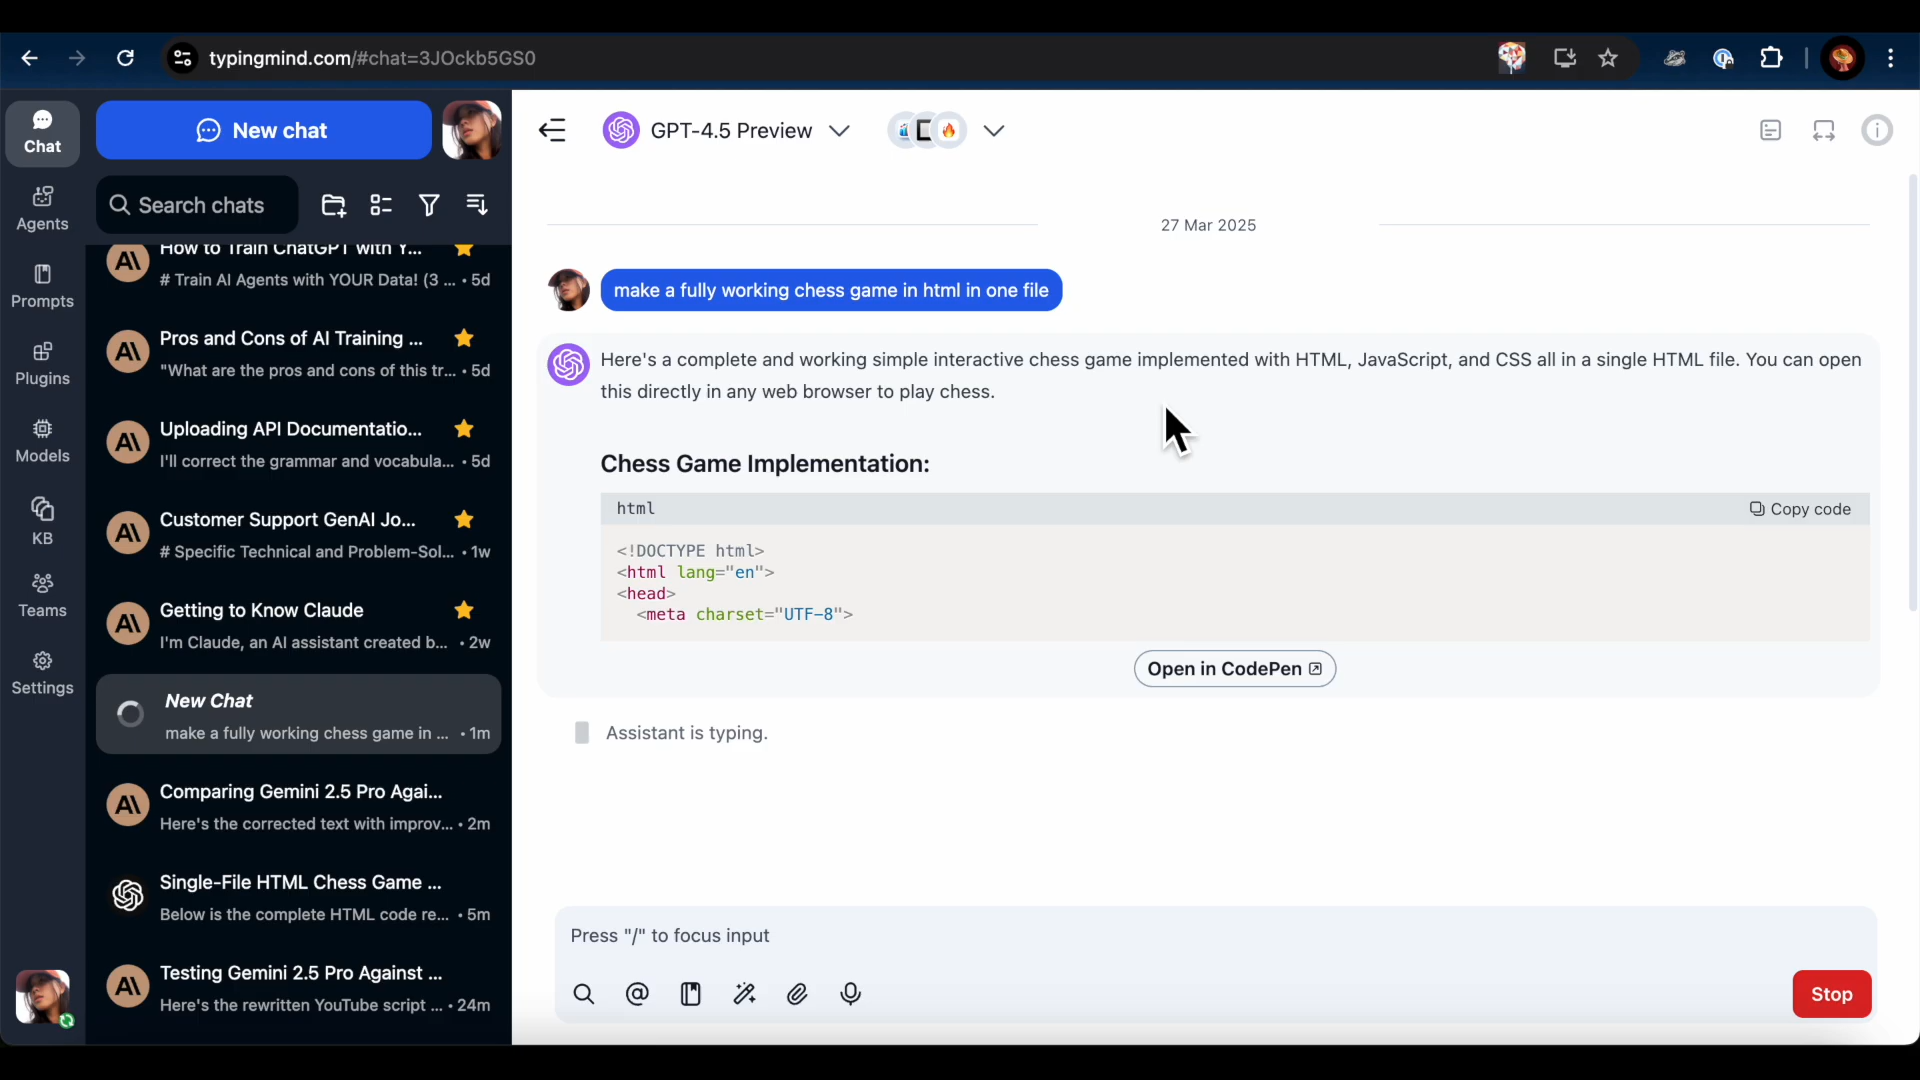 typingmind.com/#chat=3JOckb5GS0
Chat
Agents
Prompts
Plugins
Models
KB
Teams
Settings
New chat
Search chats
How to Train ChatGPT with Y...
# Train AI Agents with YOUR Data! (3 ... • 5d
Pros and Cons of AI Training ...
"What are the pros and cons of this tr... • 5d
Uploading API Documentatio...
I'll correct the grammar and vocabula... • 5d
Customer Support GenAI Jo...
# Specific Technical and Problem-Sol... • 1w
Getting to Know Claude
I'm Claude, an AI assistant created b... • 2w
New Chat
make a fully working chess game in ... • 1m
Comparing Gemini 2.5 Pro Agai...
Here's the corrected text with improv... • 2m
Single-File HTML Chess Game ...
Below is the complete HTML code re... • 5m
Testing Gemini 2.5 Pro Against ...
Here's the rewritten YouTube script ... • 24m
GPT-4.5 Preview
27 Mar 2025
make a fully working chess game in html in one file
Here's a complete and working simple interactive chess game implemented with HTML, JavaScript, and CSS all in a single HTML file. You can open
this directly in any web browser to play chess.
Chess Game Implementation:
html
Copy code
<!DOCTYPE html>
<html lang="en">
<head>
<meta charset="UTF-8">
Open in CodePen
Assistant is typing.
Press "/" to focus input
Stop